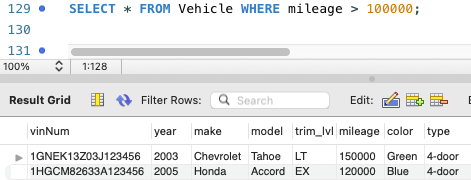 129 SELECT * FROM Vehicle WHERE mileage > 100000;
130
131
100% 1:128
Result Grid Filter Rows: Search Edit:
vinNum year make model trim_lvl mileage color type
1GNEK13Z03J123456 2003 Chevrolet Tahoe LT 150000 Green 4-door
1HGCM82633A123456 2005 Honda Accord EX 120000 Blue 4-door